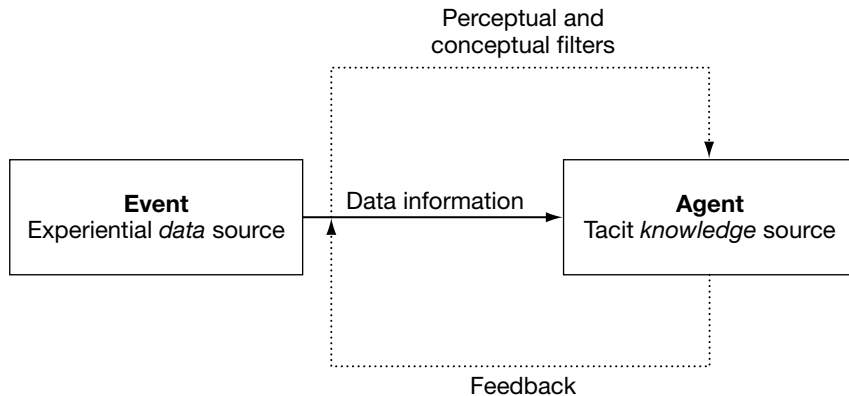 Perceptual and
conceptual filters
Event
Experiential data source
Data information
Agent
Tacit knowledge source
Feedback